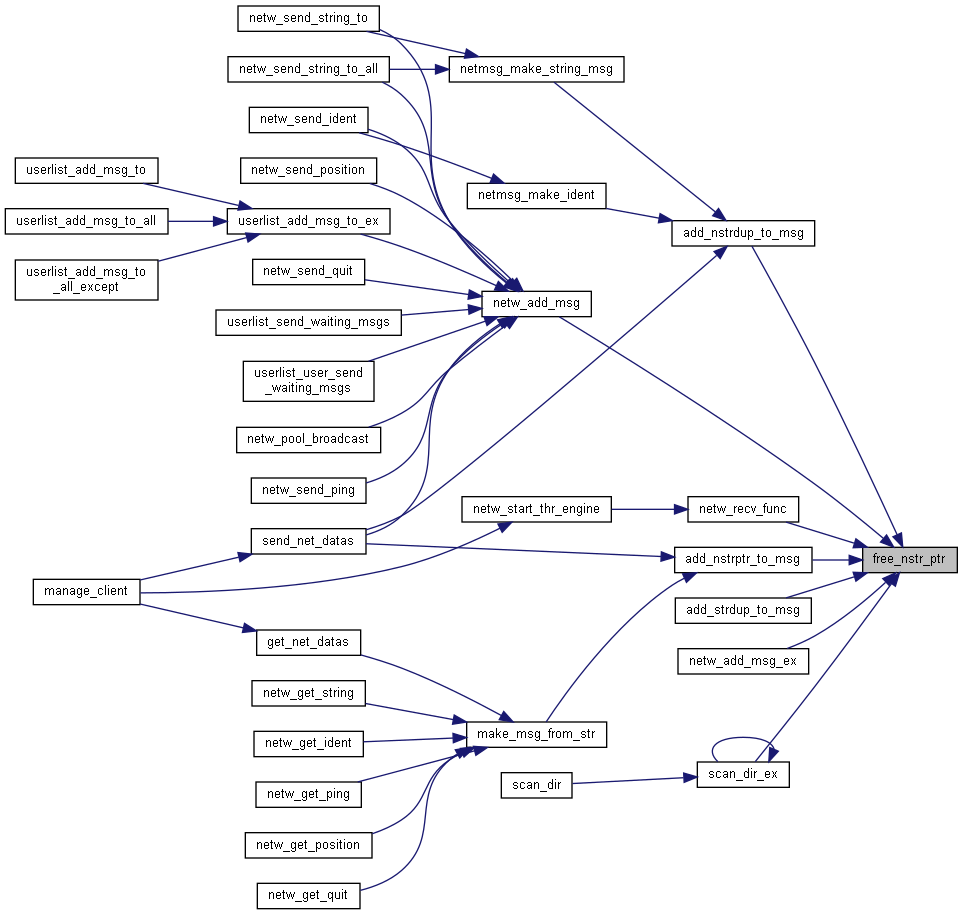 netw_send_string_to
netw_send_string_to_all
netmsg_make_string_msg
netw_send_ident
netw_send_position
userlist_add_msg_to
netmsg_make_ident
userlist_add_msg_to_all
userlist_add_msg_to_ex
add_nstrdup_to_msg
userlist_add_msg_to
_all_except
netw_send_quit
netw_add_msg
userlist_send_waiting_msgs
userlist_user_send
_waiting_msgs
netw_pool_broadcast
netw_send_ping
netw_start_thr_engine
netw_recv_func
send_net_datas
add_nstrptr_to_msg
free_nstr_ptr
manage_client
add_strdup_to_msg
get_net_datas
netw_add_msg_ex
netw_get_string
make_msg_from_str
netw_get_ident
scan_dir_ex
scan_dir
netw_get_ping
netw_get_position
netw_get_quit